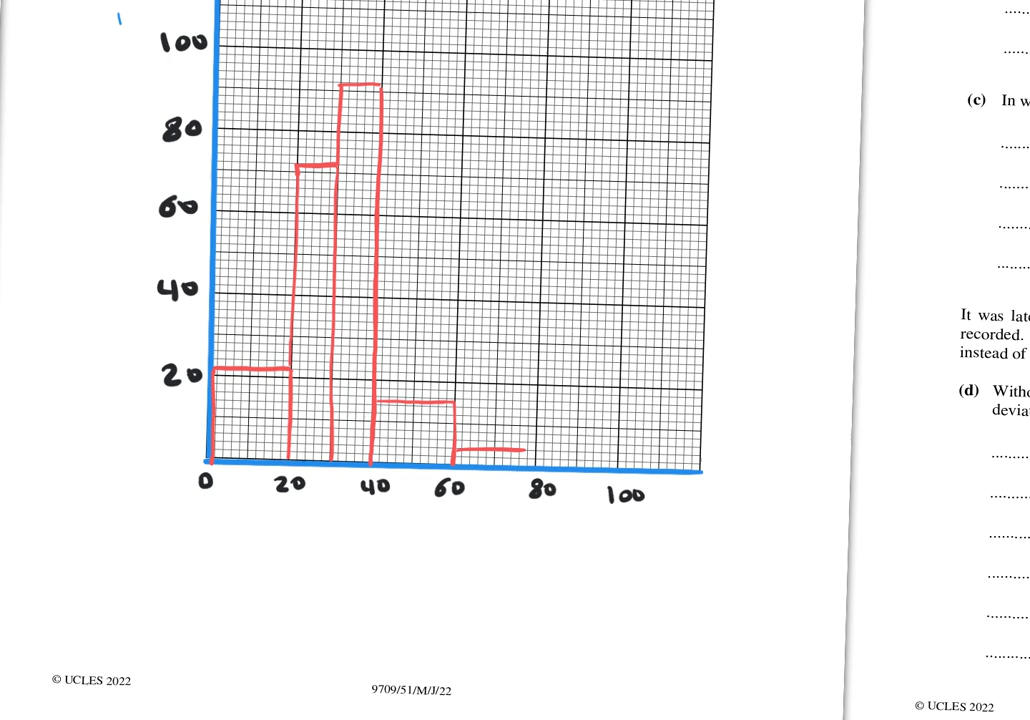 100
80
60
40
20
0 20 40 60 80 100
© UCLES 2022
9709/51/M/J/22
(c) In w
It was late
recorded.
instead of
(d) Witho
devia
© UCLES 2022